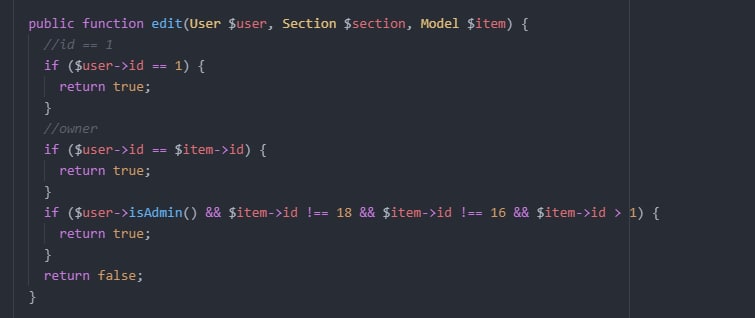 public function edit(User $user, Section $section, Model $item) {
//id == 1
if ($user->id == 1) {
return true;
}
//owner
if ($user->id == $item->id) {
return true;
}
if ($user->isAdmin() && $item->id !== 18 && $item->id !== 16 && $item->id > 1) {
return true;
}
return false;
}